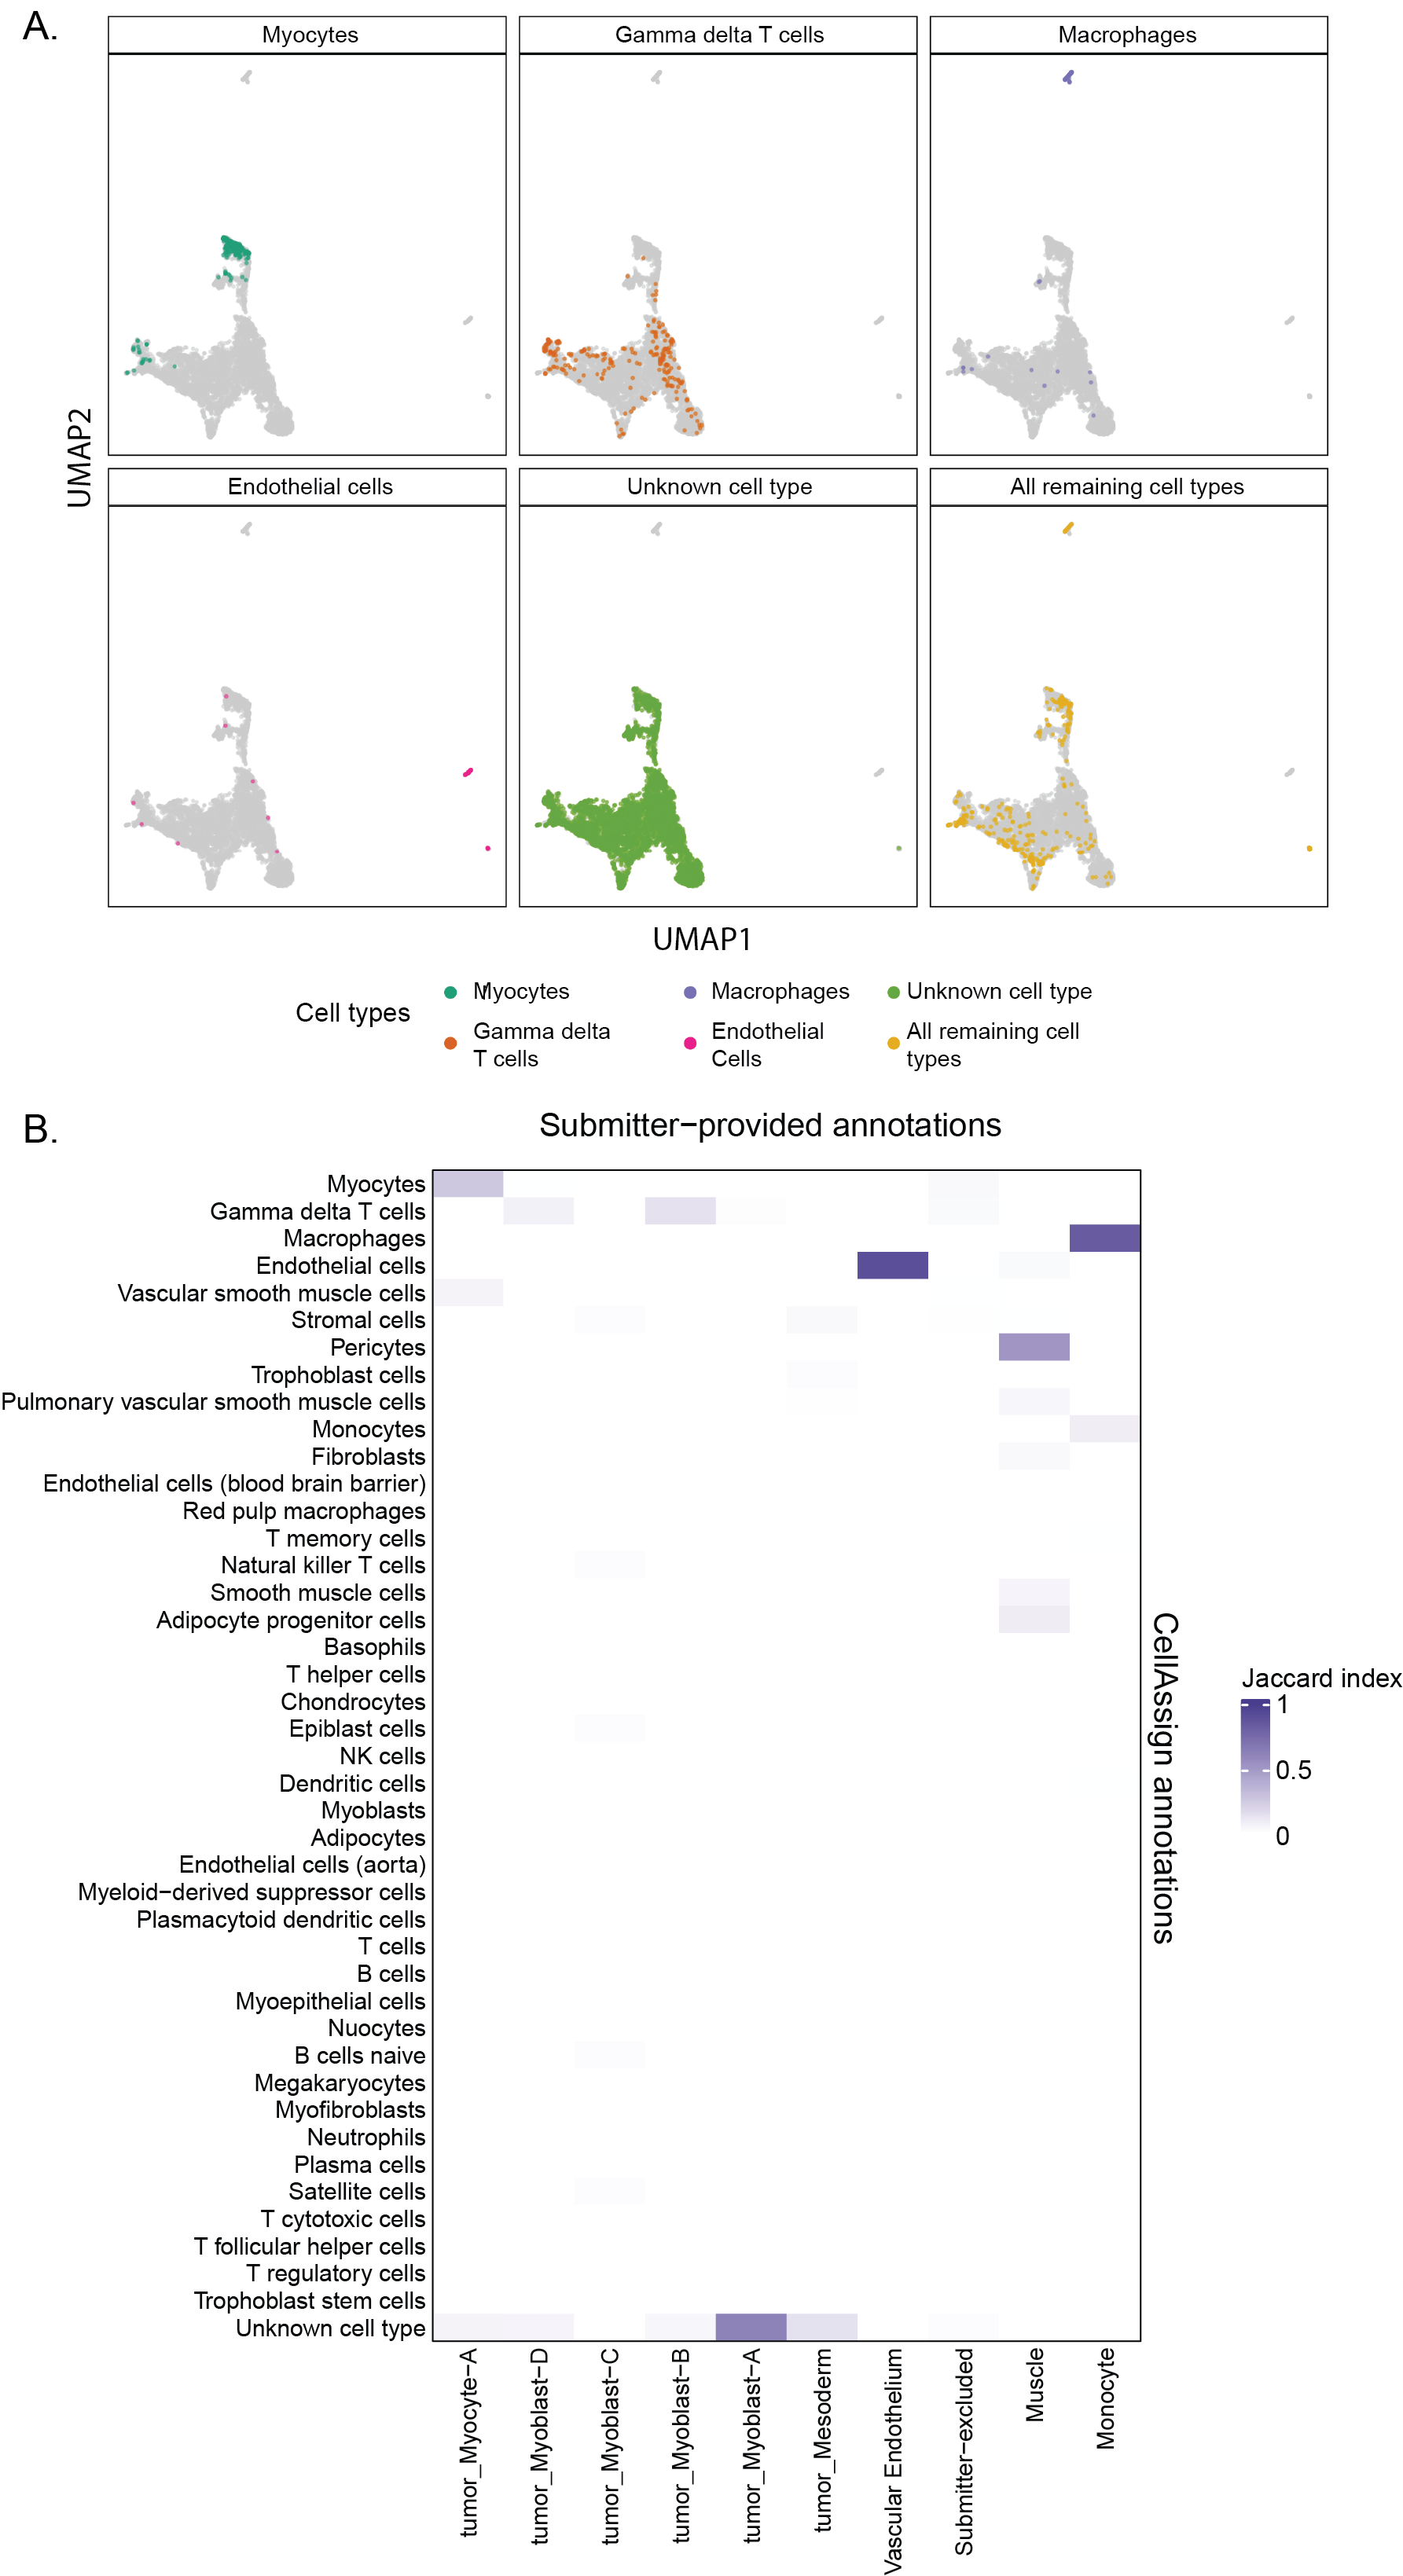 A.
Myocytes
Gamma delta T cells
Macrophages
Endothelial cells
Unknown cell type
All remaining cell types
UMAP2
UMAP1
Cell types
Myocytes
Macrophages
Unknown cell type
Gamma delta
T cells
Endothelial
Cells
All remaining cell
types
B.
Submitter−provided annotations
Myocytes
Gamma delta T cells
Macrophages
Endothelial cells
Vascular smooth muscle cells
Stromal cells
Pericytes
Trophoblast cells
Pulmonary vascular smooth muscle cells
Monocytes
Fibroblasts
Endothelial cells (blood brain barrier)
Red pulp macrophages
T memory cells
Natural killer T cells
Smooth muscle cells
Adipocyte progenitor cells
Basophils
T helper cells
Chondrocytes
Epiblast cells
NK cells
Dendritic cells
Myoblasts
Adipocytes
Endothelial cells (aorta)
Myeloid−derived suppressor cells
Plasmacytoid dendritic cells
T cells
B cells
Myoepithelial cells
Nuocytes
B cells naive
Megakaryocytes
Myofibroblasts
Neutrophils
Plasma cells
Satellite cells
T cytotoxic cells
T follicular helper cells
T regulatory cells
Trophoblast stem cells
Unknown cell type
CellAssign annotations
Jaccard index
1
0.5
0
tumor_Myocyte−A
tumor_Myoblast−D
tumor_Myoblast−C
tumor_Myoblast−B
tumor_Myoblast−A
tumor_Mesoderm
Vascular Endothelium
Submitter−excluded
Muscle
Monocyte